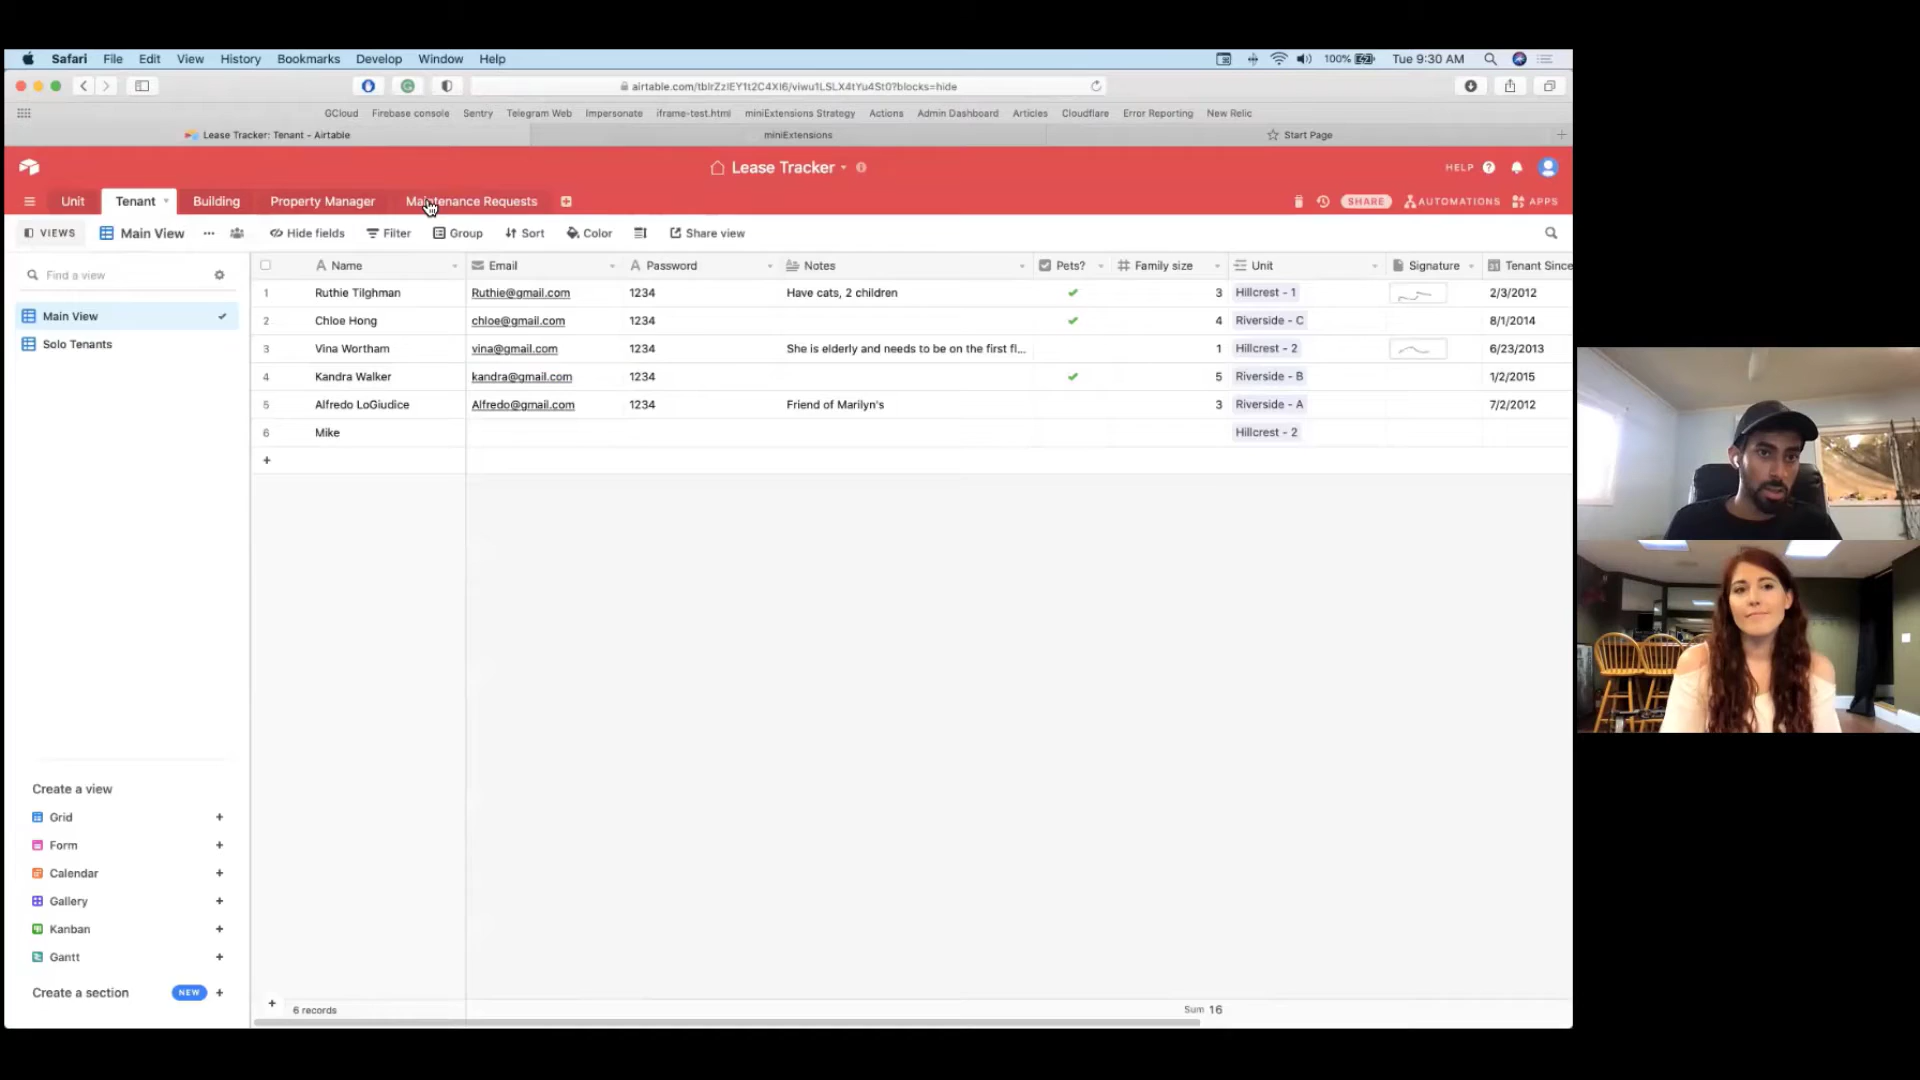 Safari File Edit View History Bookmarks Develop Window Help 100% Tue 9:30 AM
airtable.com/tblrZzlEY1t2C4XI6/viwu1LSLX4tYu4St0?blocks=hide
GCloud Firebase console Sentry Telegram Web Impersonate iframe-test.html miniExtensions Strategy Actions Admin Dashboard Articles Cloudflare Error Reporting New Relic
Lease Tracker: Tenant - Airtable miniExtensions Start Page
Lease Tracker HELP
Unit Tenant Building Property Manager Maintenance Requests SHARE AUTOMATIONS APPS
VIEWS Main View Hide fields Filter Group Sort Color Share view
Find a view
Main View
Solo Tenants
Name Email Password Notes Pets? Family size Unit Signature Tenant Since
1 Ruthie Tilghman Ruthie@gmail.com 1234 Have cats, 2 children 3 Hillcrest - 1 2/3/2012
2 Chloe Hong chloe@gmail.com 1234 4 Riverside - C 8/1/2014
3 Vina Wortham vina@gmail.com 1234 She is elderly and needs to be on the first fl... 1 Hillcrest - 2 6/23/2013
4 Kandra Walker kandra@gmail.com 1234 5 Riverside - B 1/2/2015
5 Alfredo LoGiudice Alfredo@gmail.com 1234 Friend of Marilyn's 3 Riverside - A 7/2/2012
6 Mike Hillcrest - 2
Create a view
Grid
Form
Calendar
Gallery
Kanban
Gantt
Create a section NEW
6 records Sum 16